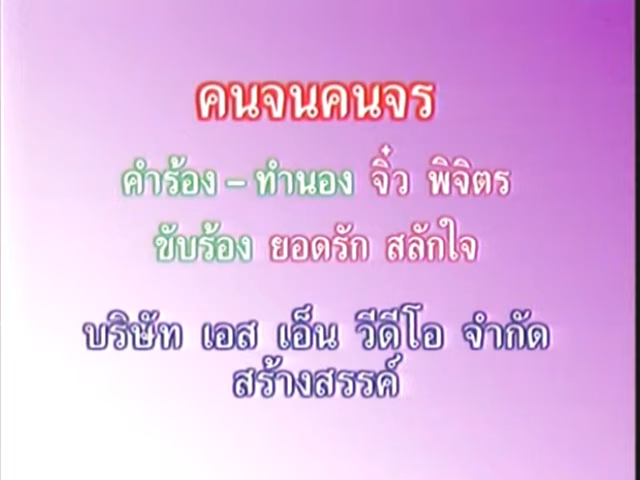 คนจนคนจร
คำร้อง – ทำนอง จิ๋ว พิจิตร
ขับร้อง ยอดรัก สลักใจ
บริษัท เอส เอ็น วีดีโอ จำกัด
สร้างสรรค์